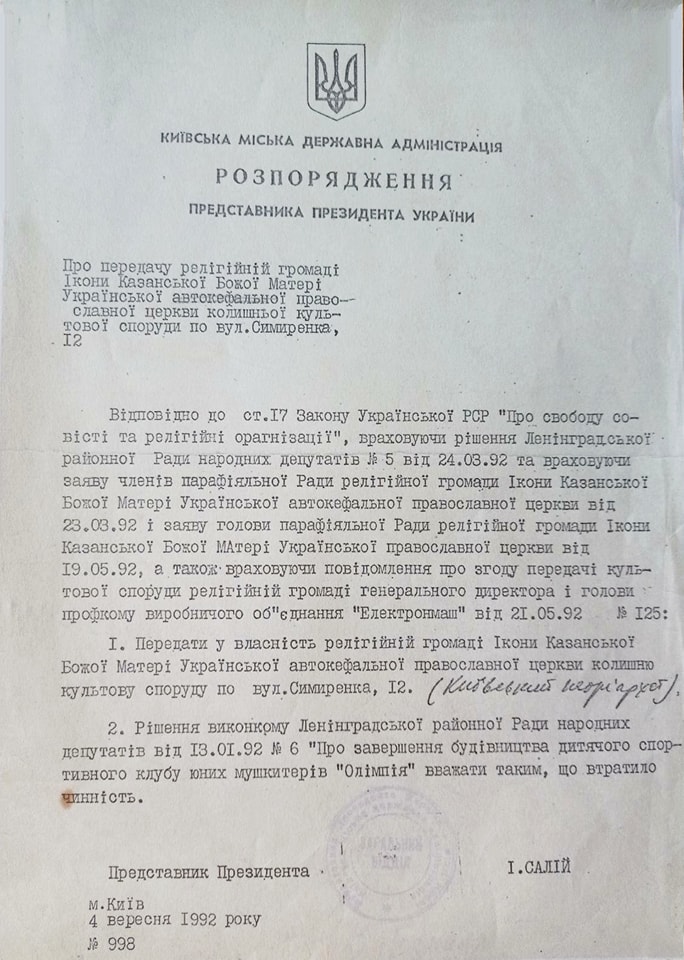 КИЇВСЬКА МІСЬКА ДЕРЖАВНА АДМІНІСТРАЦІЯ
РОЗПОРЯДЖЕННЯ
ПРЕДСТАВНИКА ПРЕЗИДЕНТА УКРАЇНИ
Про передачу релігійній громаді
Ікони Казанської Божої Матері
Української автокефальної право-
славної церкви колишньої куль-
тової споруди по вул.Симиренка,
І2
Відповідно до ст.І7 Закону Української РСР "Про свободу со-
вісті та релігійні орагнізації", враховуючи рішення Ленінградської
районної Ради народних депутатів № 5 від 24.03.92 та враховуючи
заяву членів парафіяльної Ради релігійної громади Ікони Казанської
Божої Матері Української автокефальної православної церкви від
23.03.92 і заяву голови парафіяльної Ради релігійної громади Ікони
Казанської Божої МАтері Української православної церкви від
І9.05.92, а також враховуючи повідомлення про згоду передачі куль-
тової споруди релігійній громаді генерального директора і голови
профкому виробничого об"єднання "Електронмаш" від 2І.05.92 № І25:
І. Передати у власність релігійній громаді Ікони Казанської
Божої Матері Української автокефальної православної церкви колишню
культову споруду по вул.Симиренка, І2. (Київський патріархат).
2. Рішення виконкому Ленінградської районної Ради народних
депутатів від І3.0І.92 № 6 "Про завершення будівництва дитячого спор-
тивного клубу юних мушкитерів "Олімпія" вважати таким, що втратило
чинність.
ЗАГАЛЬНИЙ
ВІДДІЛ
Представник Президента І.САЛІЙ
м.Київ
4 вересня І992 року
№ 998